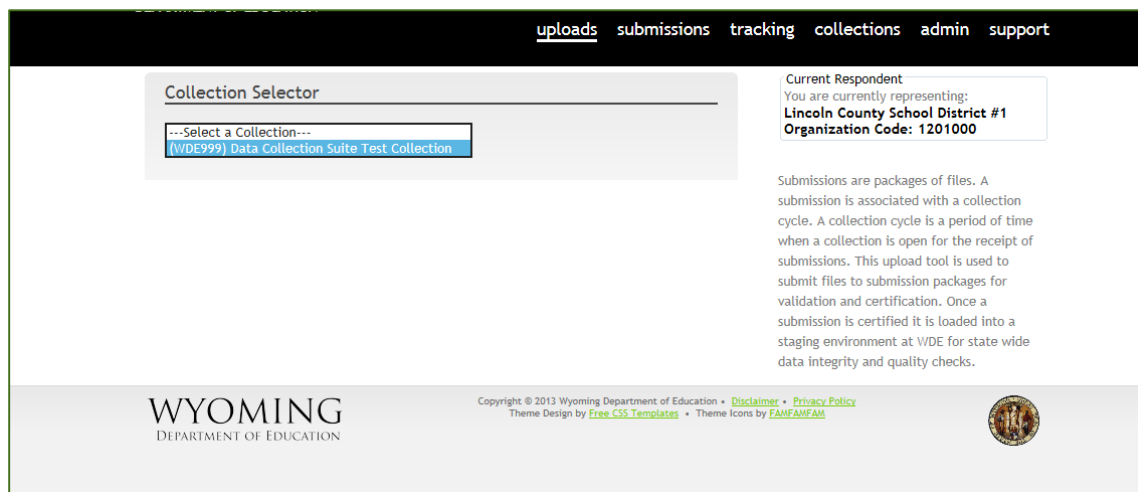 uploads submissions tracking collections admin support
Collection Selector
---Select a Collection---
(WDE999) Data Collection Suite Test Collection
Current Respondent
You are currently representing:
Lincoln County School District #1
Organization Code: 1201000
Submissions are packages of files. A
submission is associated with a collection
cycle. A collection cycle is a period of time
when a collection is open for the receipt of
submissions. This upload tool is used to
submit files to submission packages for
validation and certification. Once a
submission is certified it is loaded into a
staging environment at WDE for state wide
data integrity and quality checks.
WYOMING
DEPARTMENT OF EDUCATION
Copyright © 2013 Wyoming Department of Education • Disclaimer • Privacy Policy
Theme Design by Free CSS Templates • Theme Icons by FAMFAMFAM